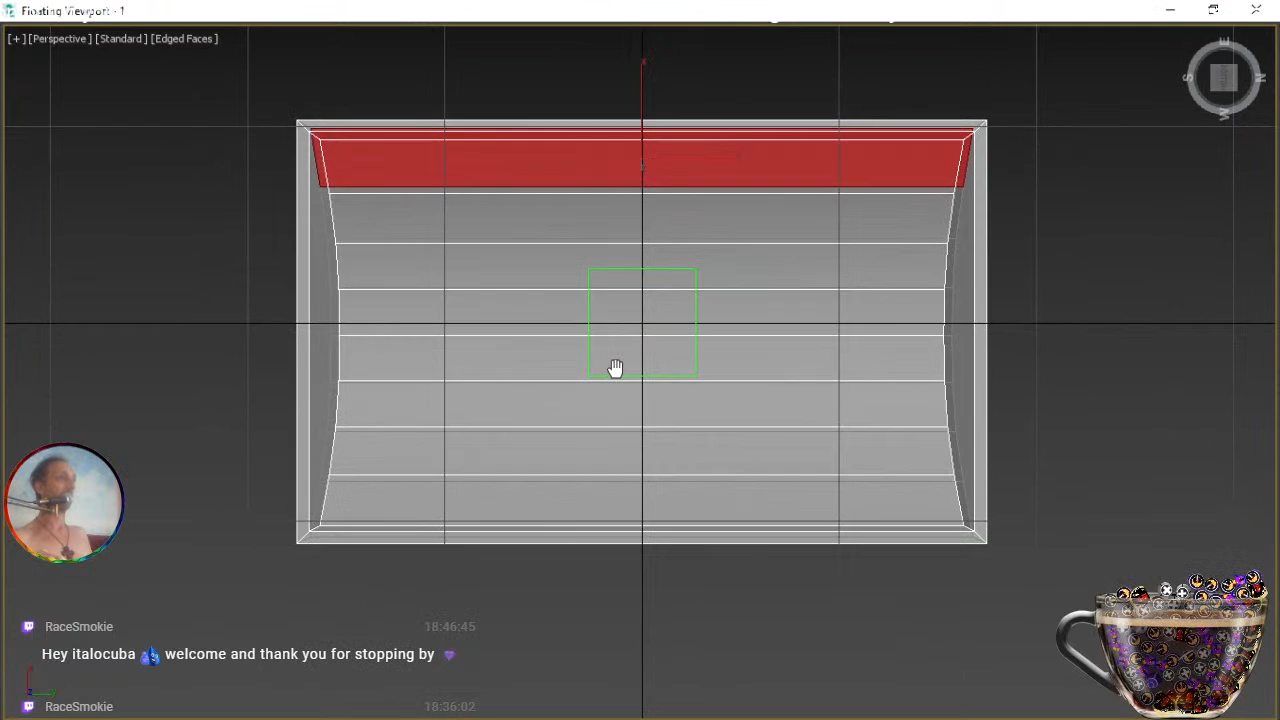 Floating Viewport - 1
[ + ] [Perspective ] [Standard ] [Edged Faces ]
E
S
N
W
RaceSmokie 18:46:45
Hey italocuba welcome and thank you for stopping by
RaceSmokie 18:36:02